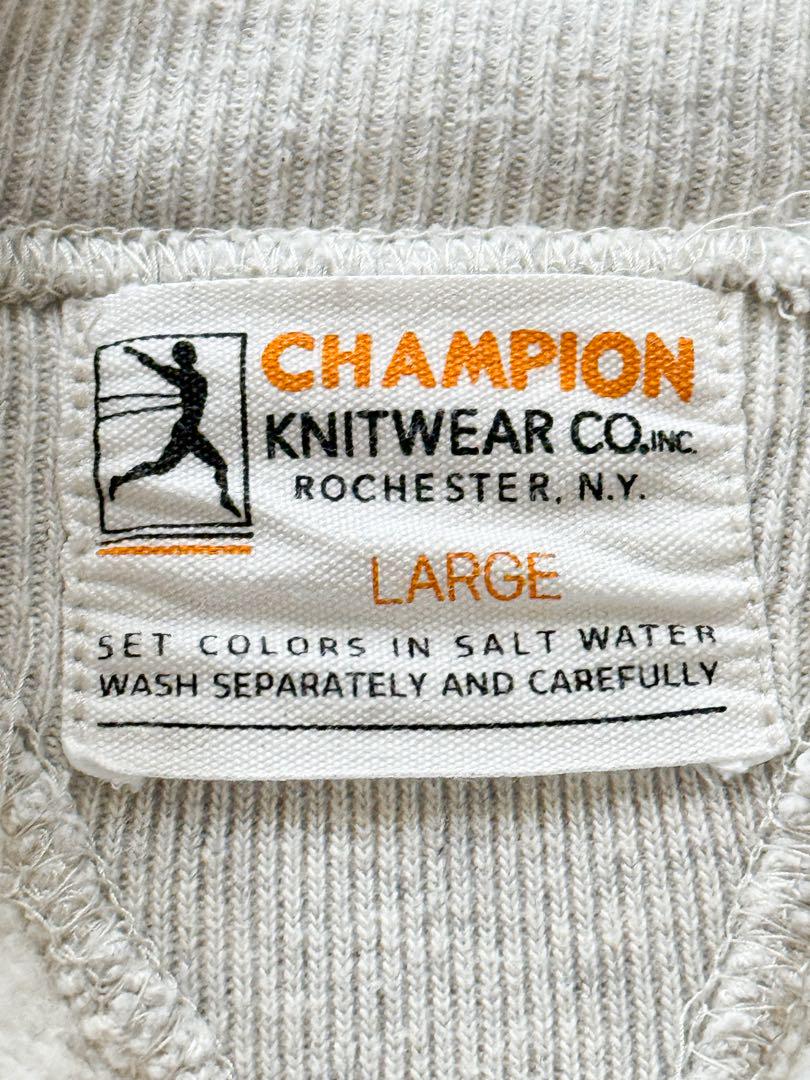 CHAMPION
KNITWEAR CO.INC.
ROCHESTER, N.Y.
LARGE
SET COLORS IN SALT WATER
WASH SEPARATELY AND CAREFULLY